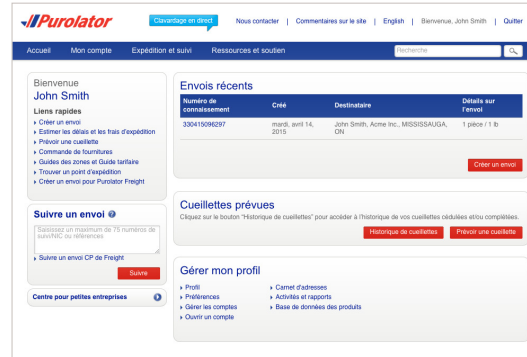 Purolator
Clavardage en direct
Nous contacter | Commentaires sur le site | English | Bienvenue, John Smith | Quitter
Accueil Mon compte Expédition et suivi Ressources et soutien Recherche
Bienvenue
John Smith
Liens rapides
Créer un envoi
Estimer les délais et les frais d'expédition
Prévoir une cueillette
Commande de fournitures
Guides des zones et Guide tarifaire
Trouver un point d'expédition
Créer un envoi pour Purolator Freight
Suivre un envoi ?
Saisissez un maximum de 75 numéros de
suivi/NIC ou références
Suivre un envoi CP de Freight
Suivre
Centre pour petites entreprises
Envois récents
Numéro de connaissement Créé Destinataire Détails sur l'envoi
330415096297 mardi, avril 14, 2015 John Smith, Acme Inc., MISSISSAUGA, ON 1 pièce / 1 lb
Créer un envoi
Cueillettes prévues
Cliquez sur le bouton "Historique de cueillettes" pour accéder à l'historique de vos cueillettes cédulées et/ou complétées.
Historique de cueillettes Prévoir une cueillette
Gérer mon profil
Profil
Préférences
Gérer les comptes
Ouvrir un compte
Carnet d'adresses
Activités et rapports
Base de données des produits